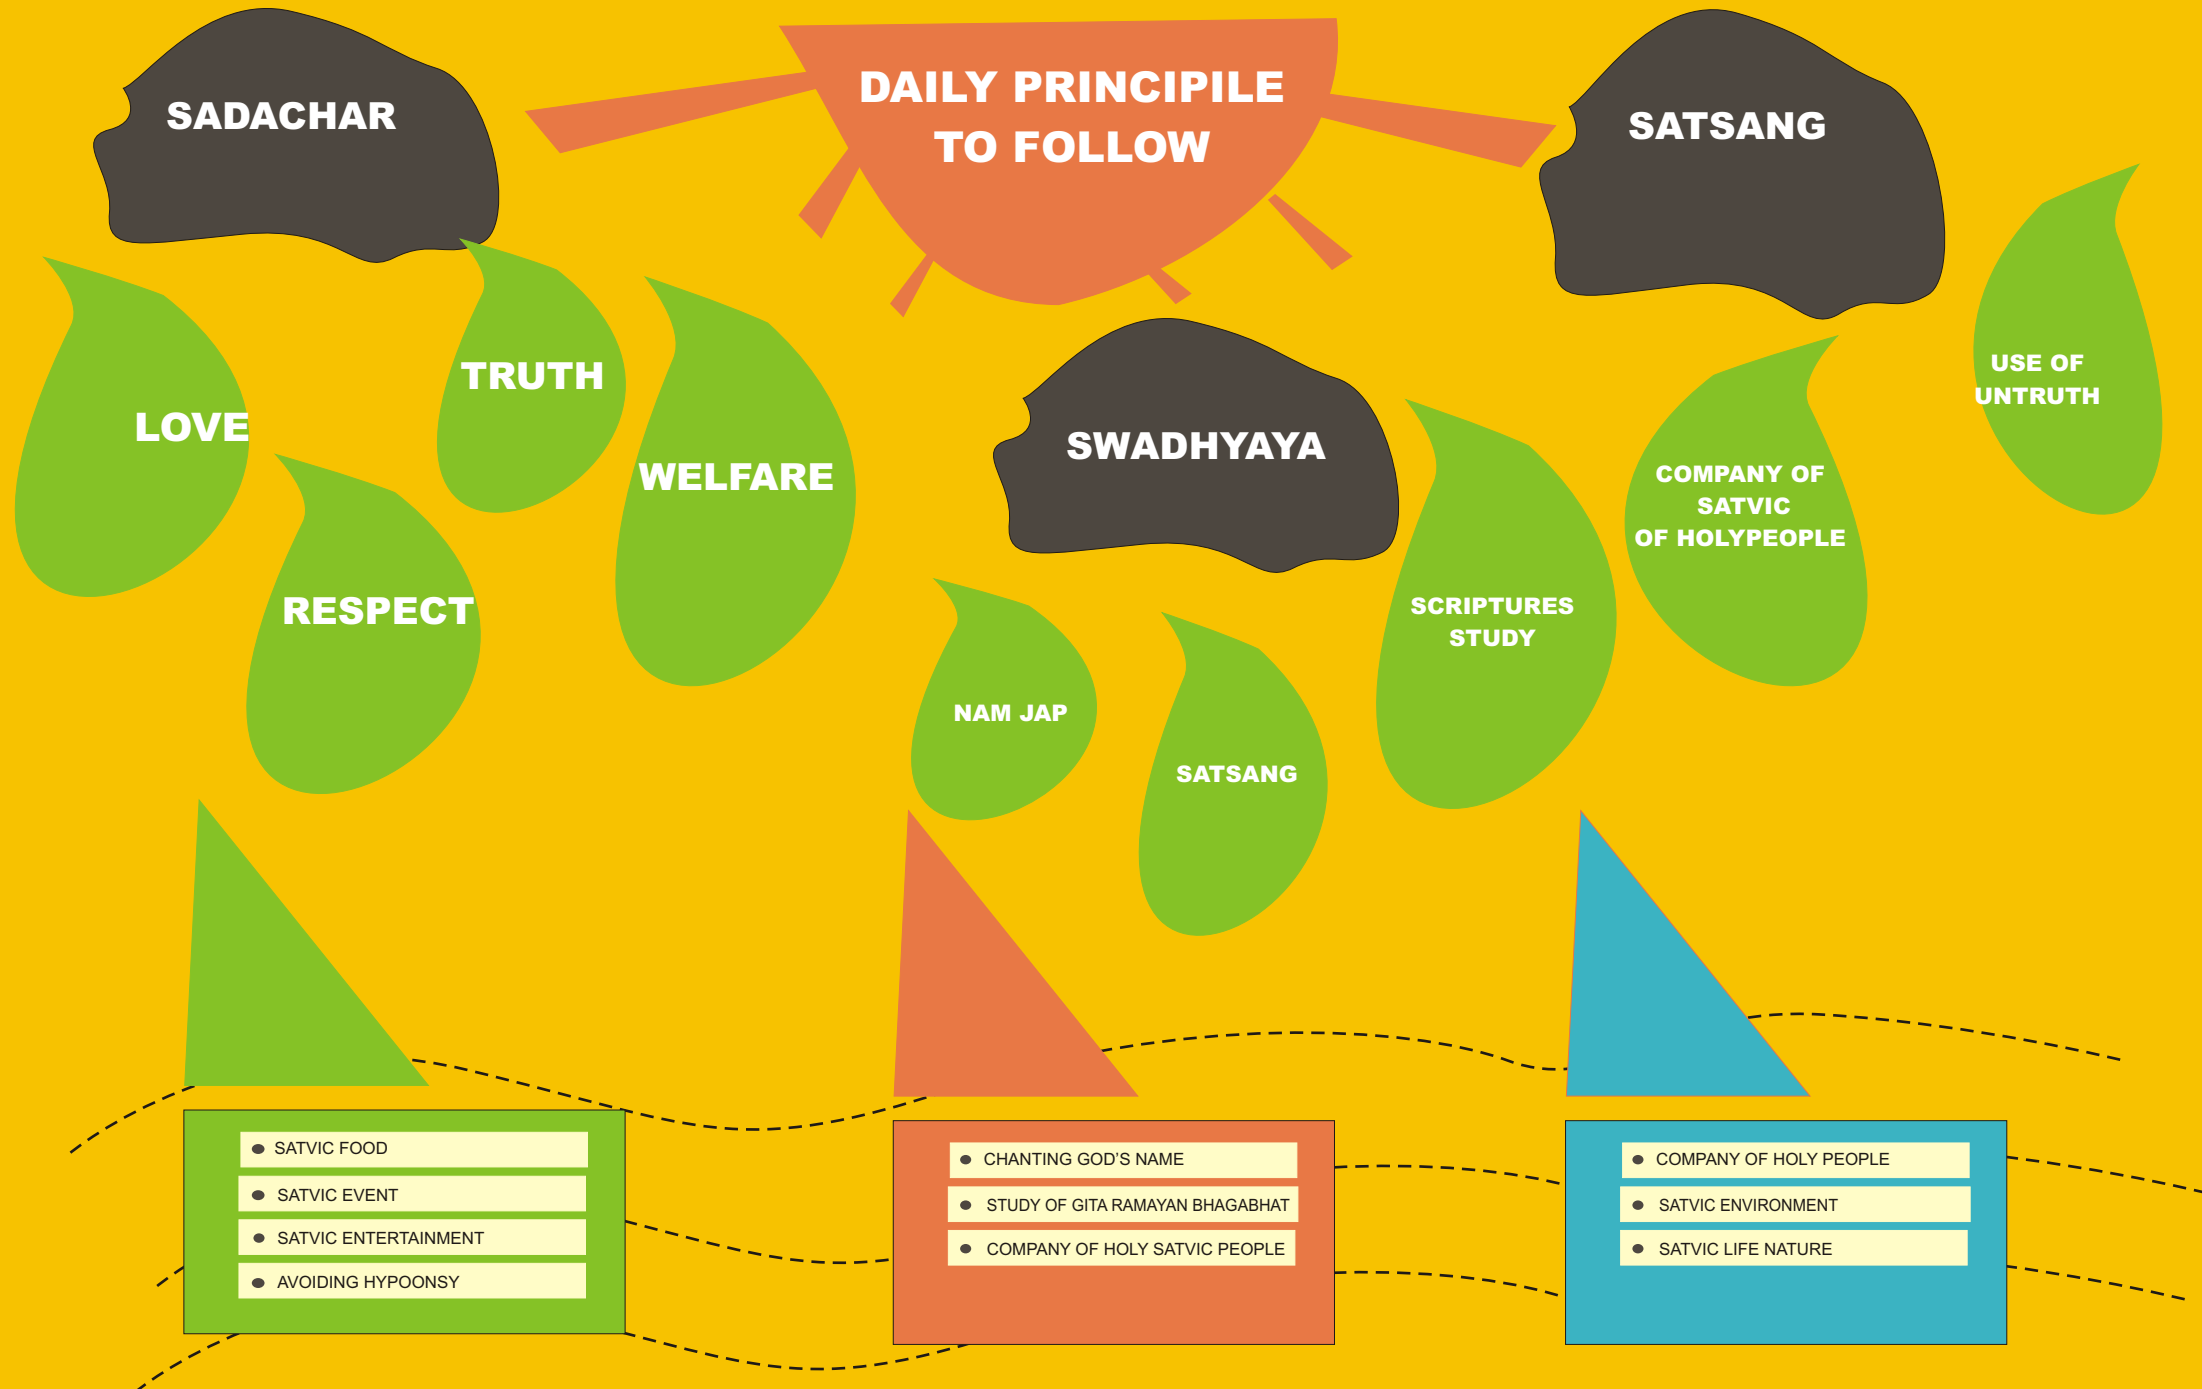 DAILY PRINCIPILE
TO FOLLOW
SADACHAR
LOVE
RESPECT
TRUTH
WELFARE
SWADHYAYA
NAM JAP
SATSANG
SCRIPTURES
STUDY
SATSANG
COMPANY OF
SATVIC
OF HOLYPEOPLE
USE OF
UNTRUTH
SATVIC FOOD
SATVIC EVENT
SATVIC ENTERTAINMENT
AVOIDING HYPOONSY
CHANTING GOD’S NAME
STUDY OF GITA RAMAYAN BHAGABHAT
COMPANY OF HOLY SATVIC PEOPLE
COMPANY OF HOLY PEOPLE
SATVIC ENVIRONMENT
SATVIC LIFE NATURE